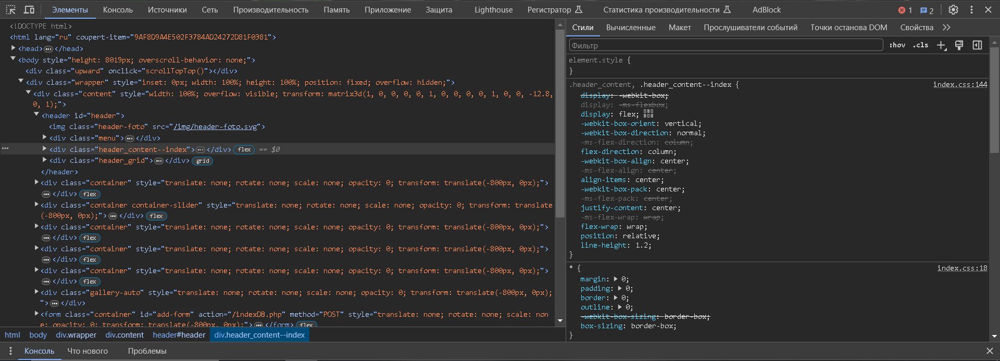 Элементы Консоль Источники Сеть Производительность Память Приложение Защита Lighthouse Регистратор Статистика производительности AdBlock 1 2
<!DOCTYPE html>
<html lang="ru" coupert-item="9AF8D9A4E502F3784AD24272D81F0381">
<head>…</head>
<body style="height: 8019px; overscroll-behavior: none;">
<div class="upward" onclick="scrollTopTop()"></div>
<div class="wrapper" style="inset: 0px; width: 100%; height: 100%; position: fixed; overflow: hidden;">
<div class="content" style="width: 100%; overflow: visible; transform: matrix3d(1, 0, 0, 0, 0, 1, 0, 0, 0, 0, 1, 0, 0, -12.8,
0, 1);">
<header id="header">
<img class="header-foto" src="/img/header-foto.svg">
<div class="menu">…</div>
… <div class="header_content--index">…</div> flex == $0
<div class="header_grid">…</div> grid
</header>
<div class="container" style="translate: none; rotate: none; scale: none; opacity: 0; transform: translate(-800px, 0px);">
…</div> flex
<div class="container container-slider" style="translate: none; rotate: none; scale: none; opacity: 0; transform: translate
(-800px, 0px);">…</div> flex
<div class="container" style="translate: none; rotate: none; scale: none; opacity: 0; transform: translate(-800px, 0px);">
…</div> flex
<div class="container" style="translate: none; rotate: none; scale: none; opacity: 0; transform: translate(-800px, 0px);">
…</div> flex
<div class="container" style="translate: none; rotate: none; scale: none; opacity: 0; transform: translate(-800px, 0px);">
…</div> flex
<div class="gallery-auto" style="translate: none; rotate: none; scale: none; opacity: 0; transform: translate(-800px, 0px);
">…</div>
<form class="container" id="add-form" action="/indexDB.php" method="POST" style="translate: none; rotate: none; scale: non
e; opacity: 0; transform: translate(-800px, 0px);">…</form> flex
html body div.wrapper div.content header#header div.header_content--index
Стили Вычисленные Макет Прослушиватели событий Точки останова DOM Свойства
Фильтр :hov .cls
element.style {
}
.header_content, .header_content--index { index.css:144
display: -webkit-box;
display: -ms-flexbox;
display: flex;
-webkit-box-orient: vertical;
-webkit-box-direction: normal;
-ms-flex-direction: column;
flex-direction: column;
-webkit-box-align: center;
-ms-flex-align: center;
align-items: center;
-webkit-box-pack: center;
-ms-flex-pack: center;
justify-content: center;
-ms-flex-wrap: wrap;
flex-wrap: wrap;
position: relative;
line-height: 1.2;
}
* { index.css:18
margin: 0;
padding: 0;
border: 0;
outline: 0;
-webkit-box-sizing: border-box;
box-sizing: border-box;
}
Консоль Что нового Проблемы